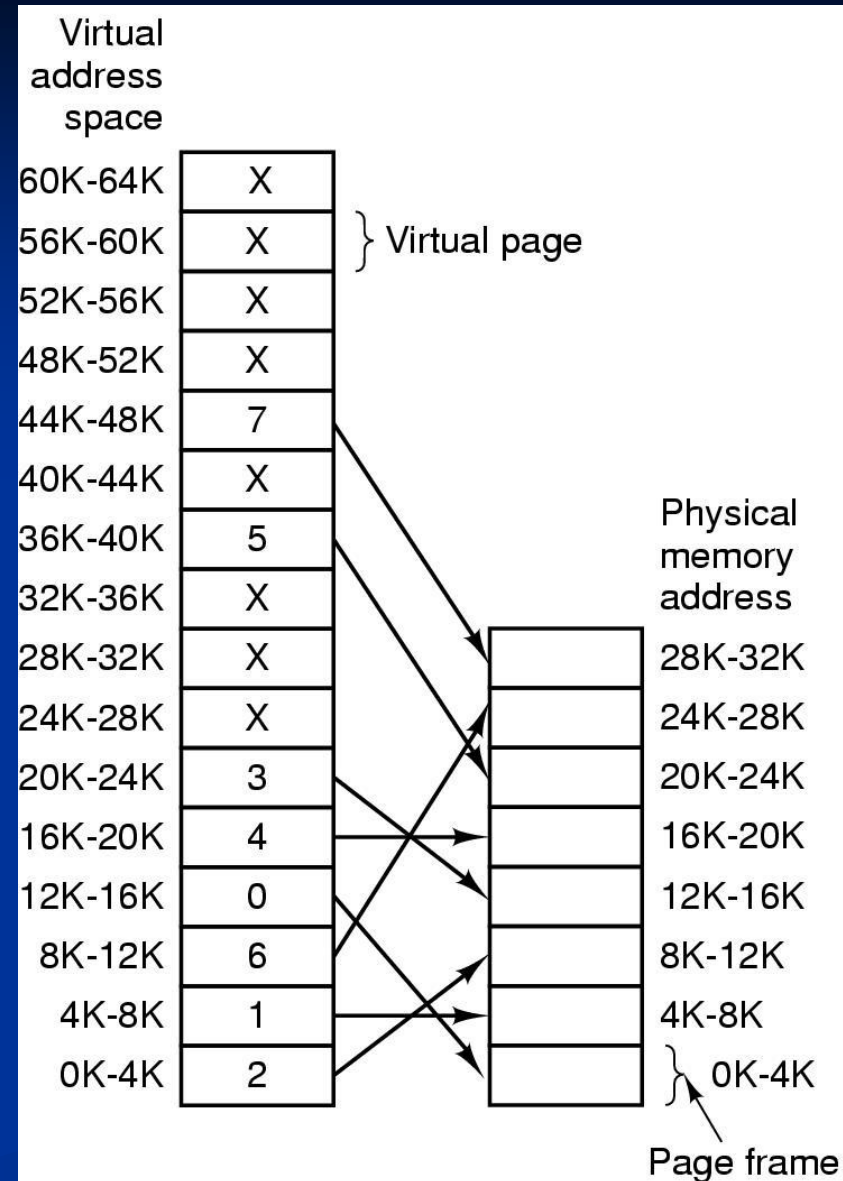 Virtual
address
space
60K-64K X
56K-60K X Virtual page
52K-56K X
48K-52K X
44K-48K 7
40K-44K X
36K-40K 5
32K-36K X
28K-32K X
24K-28K X
20K-24K 3
16K-20K 4
12K-16K 0
8K-12K 6
4K-8K 1
0K-4K 2
Physical
memory
address
28K-32K
24K-28K
20K-24K
16K-20K
12K-16K
8K-12K
4K-8K
0K-4K
Page frame